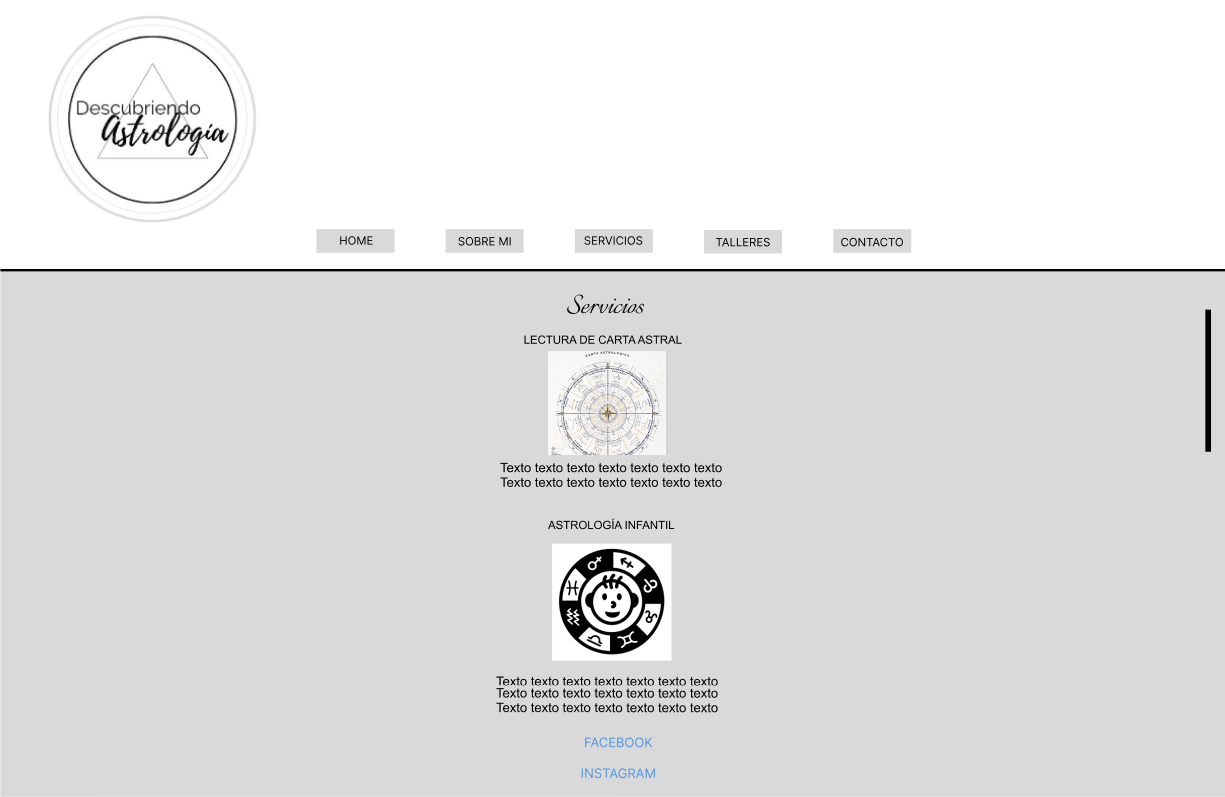 Descubriendo
Astrología
HOME
SOBRE MI
SERVICIOS
TALLERES
CONTACTO
Servicios
LECTURA DE CARTA ASTRAL
CARTA ASTROLÓGICO
Texto texto texto texto texto texto texto
Texto texto texto texto texto texto texto
ASTROLOGÍA INFANTIL
Texto texto texto texto texto texto texto
Texto texto texto texto texto texto texto
Texto texto texto texto texto texto texto
FACEBOOK
INSTAGRAM